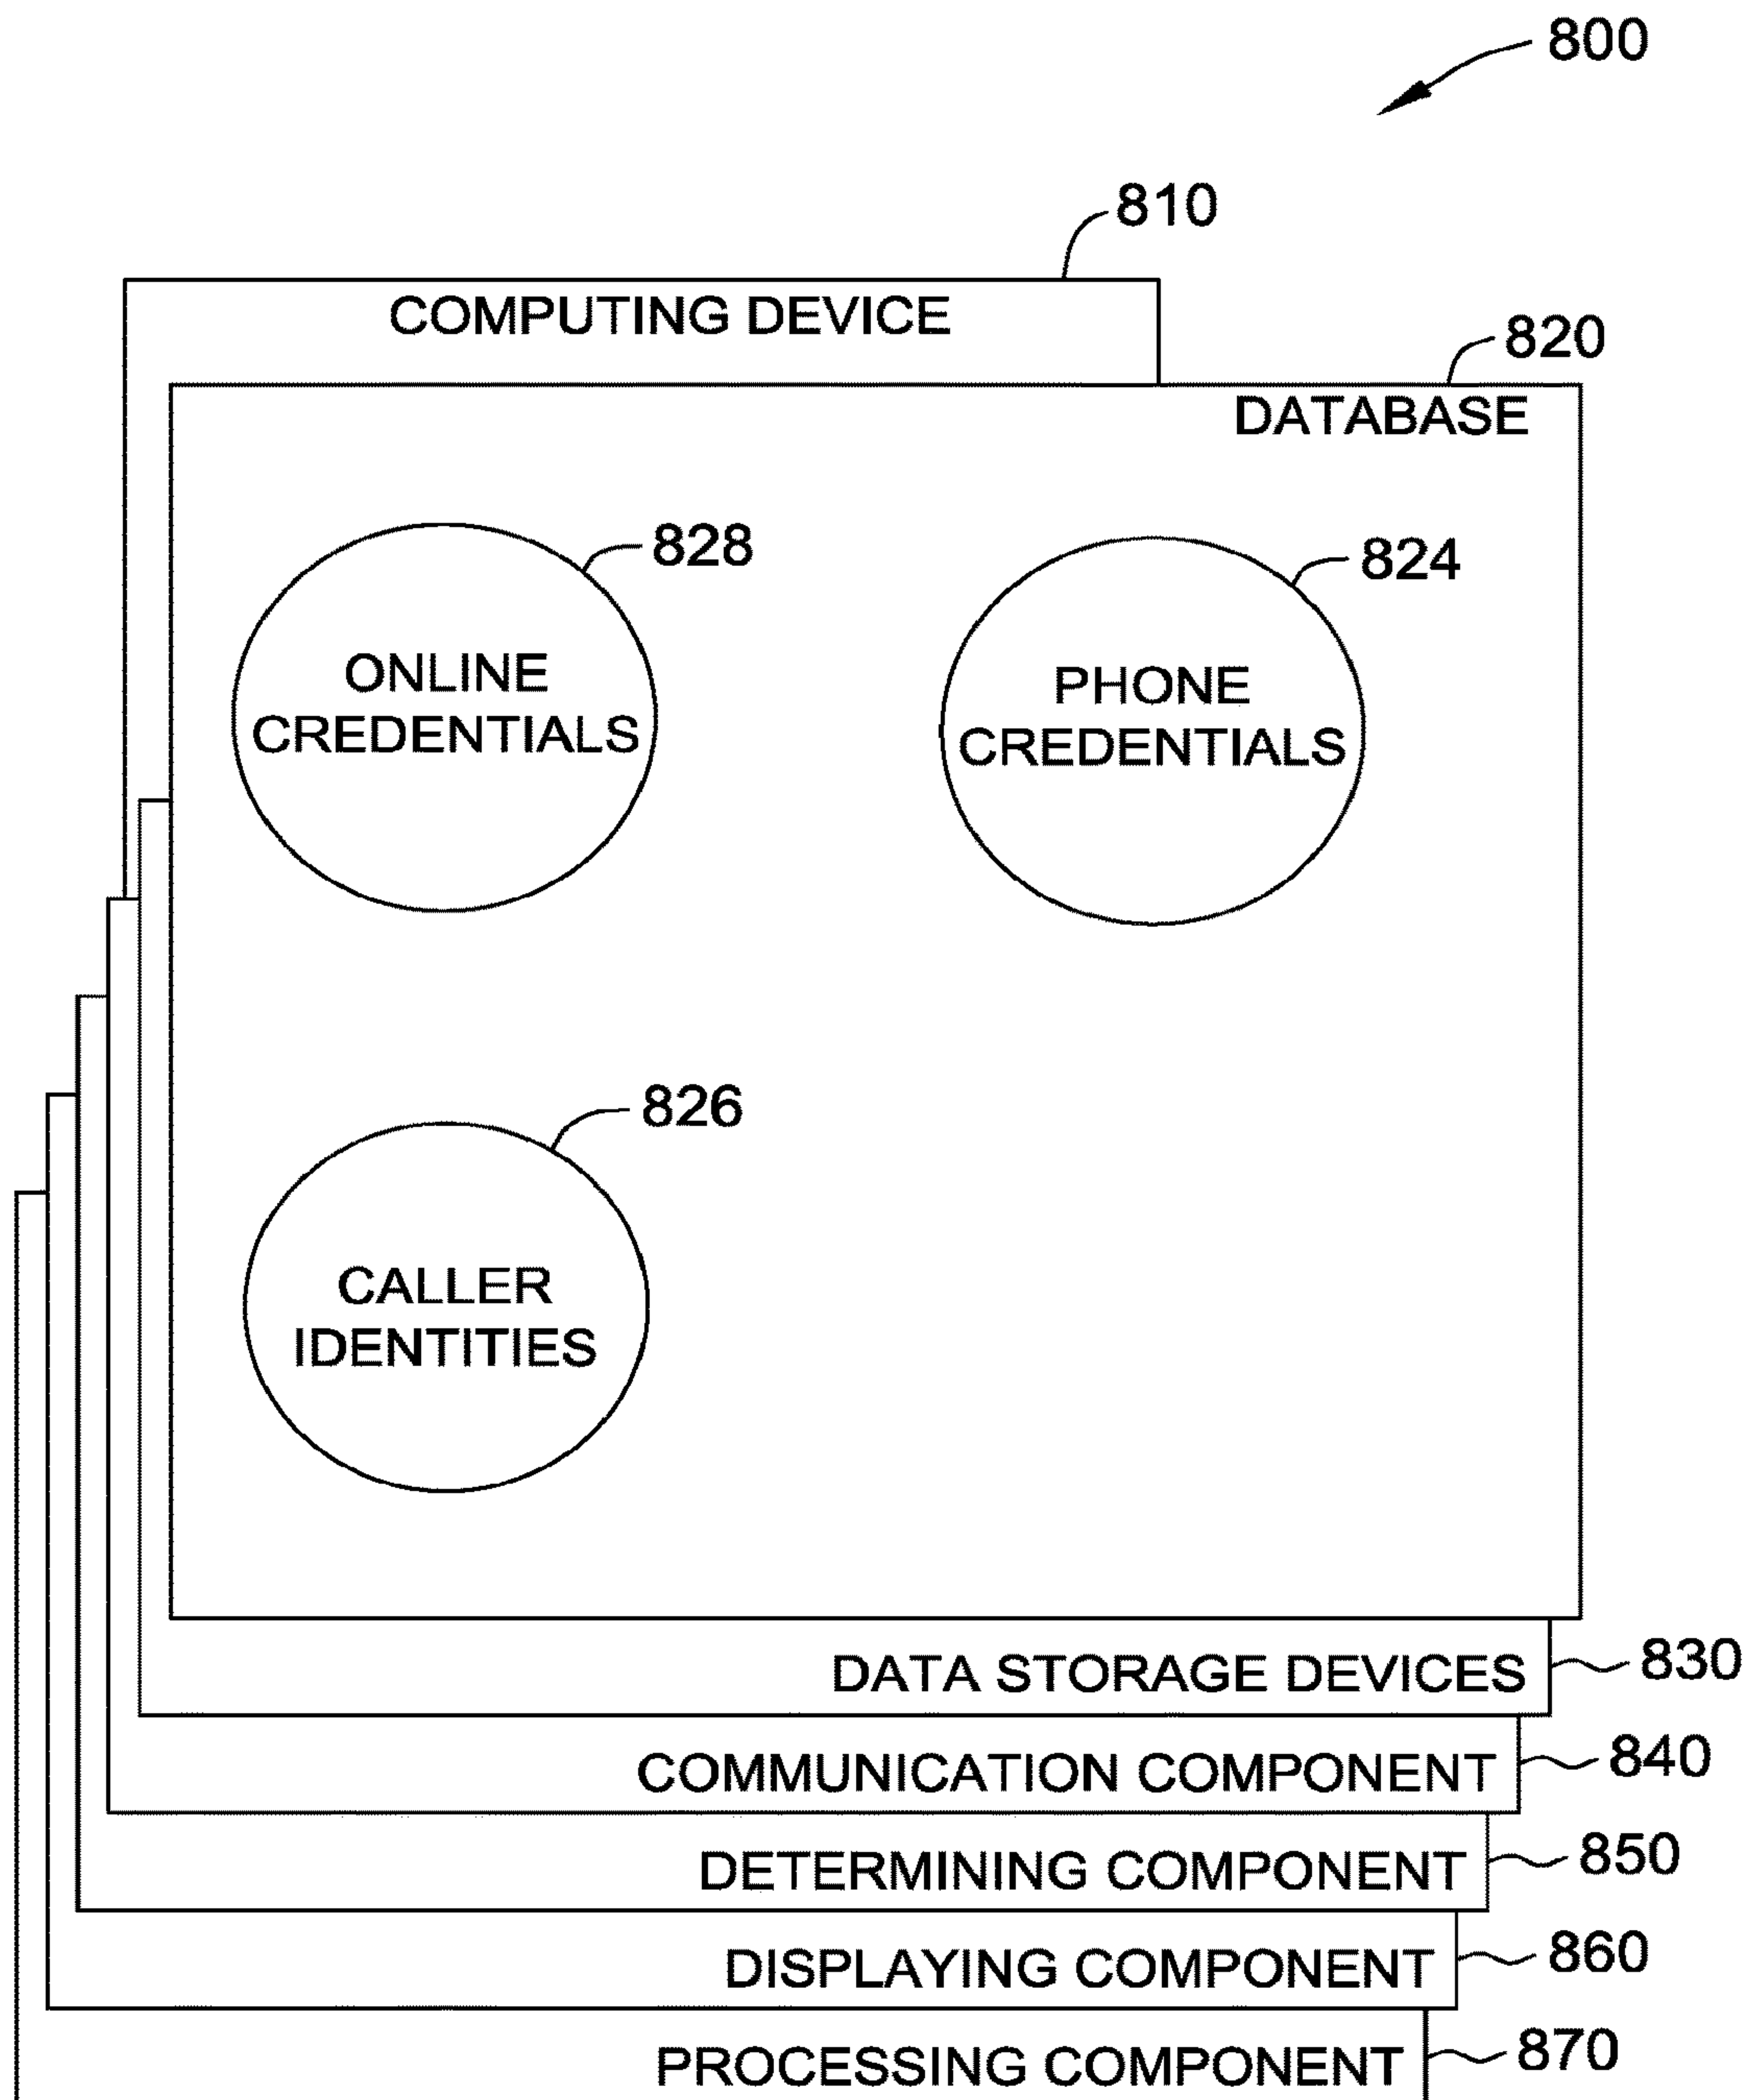 800
810
COMPUTING DEVICE
820
DATABASE
828
824
ONLINE
CREDENTIALS
PHONE
CREDENTIALS
826
CALLER
IDENTITIES
DATA STORAGE DEVICES
830
COMMUNICATION COMPONENT
840
DETERMINING COMPONENT
850
DISPLAYING COMPONENT
860
PROCESSING COMPONENT
870